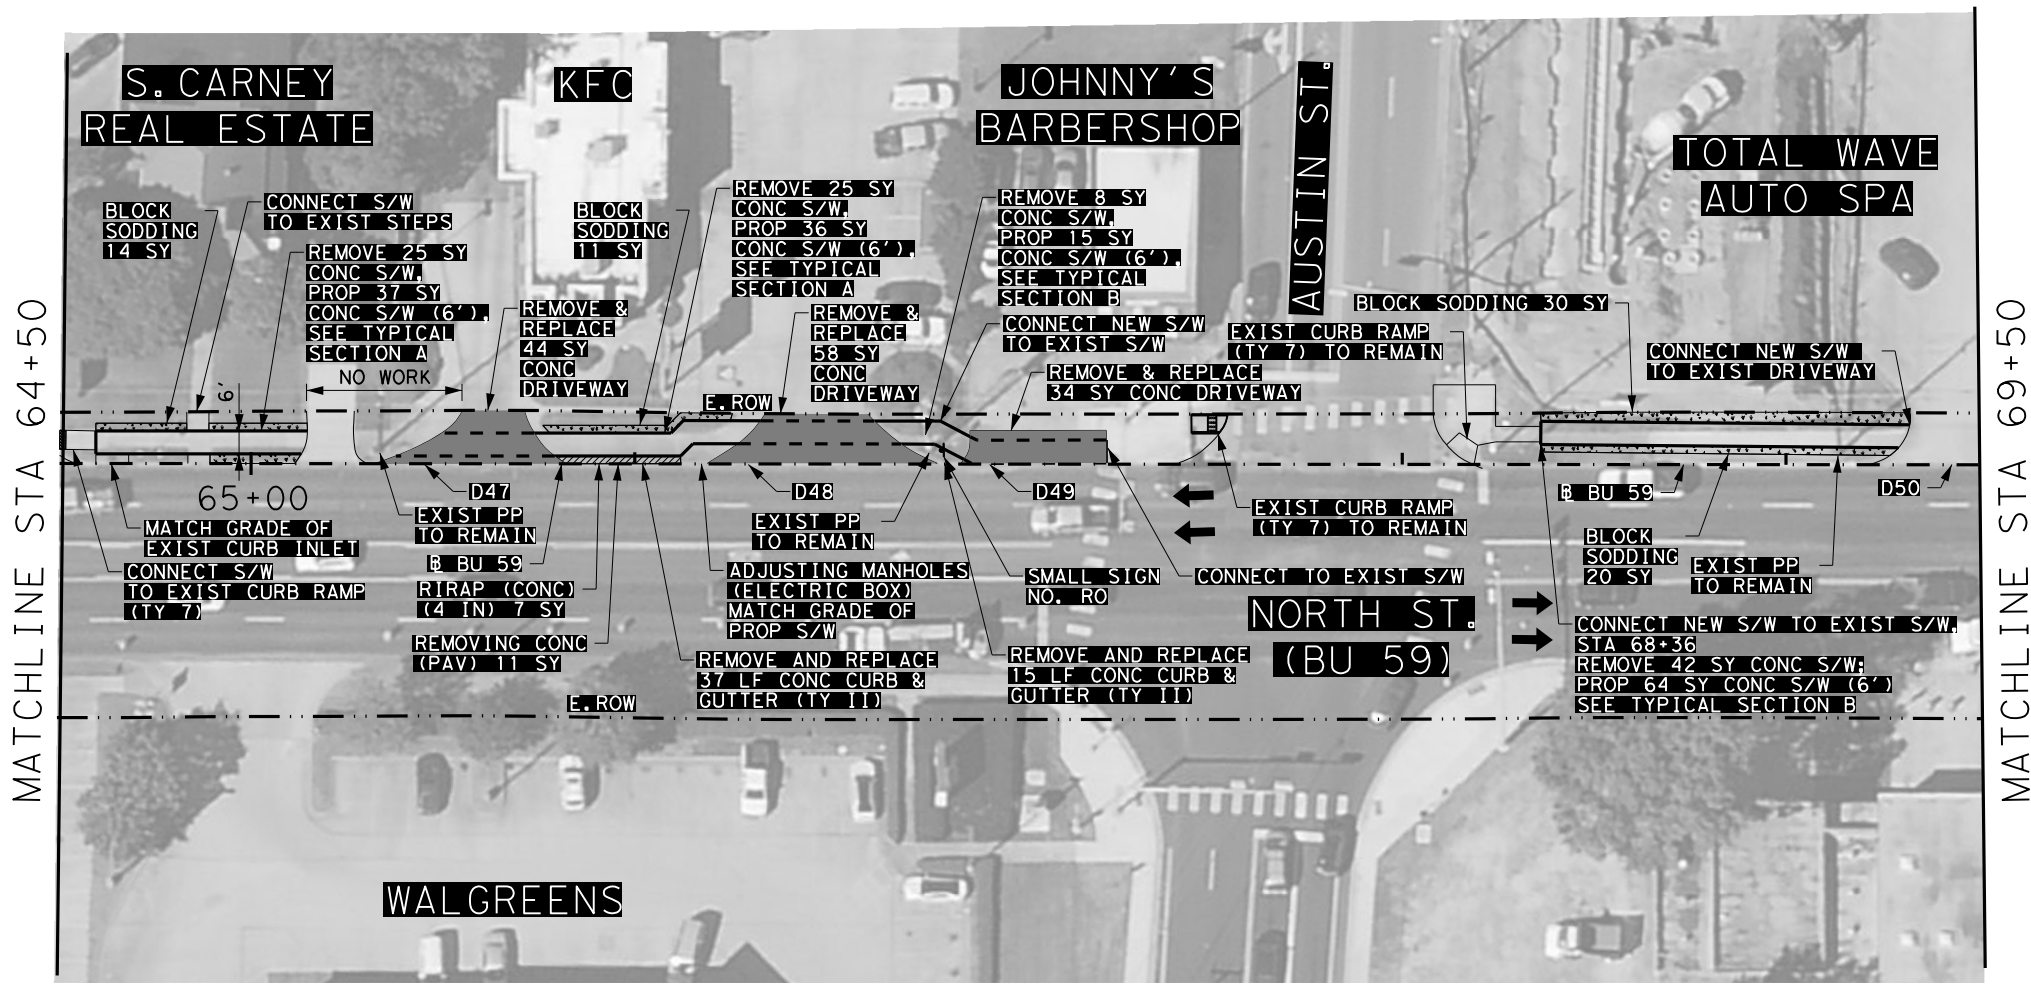 S. CARNEY
REAL ESTATE
KFC
JOHNNY'S
BARBERSHOP
AUSTIN ST.
TOTAL WAVE
AUTO SPA
MATCHLINE STA 64+50
MATCHLINE STA 69+50
BLOCK
SODDING
14 SY
CONNECT S/W
TO EXIST STEPS
REMOVE 25 SY
CONC S/W,
PROP 37 SY
CONC S/W (6'),
SEE TYPICAL
SECTION A
NO WORK
6'
REMOVE &
REPLACE
44 SY
CONC
DRIVEWAY
BLOCK
SODDING
11 SY
REMOVE 25 SY
CONC S/W,
PROP 36 SY
CONC S/W (6'),
SEE TYPICAL
SECTION A
REMOVE &
REPLACE
58 SY
CONC
DRIVEWAY
E.ROW
REMOVE 8 SY
CONC S/W,
PROP 15 SY
CONC S/W (6'),
SEE TYPICAL
SECTION B
CONNECT NEW S/W
TO EXIST S/W
REMOVE & REPLACE
34 SY CONC DRIVEWAY
EXIST CURB RAMP
(TY 7) TO REMAIN
BLOCK SODDING 30 SY
CONNECT NEW S/W
TO EXIST DRIVEWAY
65+00
MATCH GRADE OF
EXIST CURB INLET
CONNECT S/W
TO EXIST CURB RAMP
(TY 7)
D47
EXIST PP
TO REMAIN
℄ BU 59
RIRAP (CONC)
(4 IN) 7 SY
REMOVING CONC
(PAV) 11 SY
D48
EXIST PP
TO REMAIN
ADJUSTING MANHOLES
(ELECTRIC BOX)
MATCH GRADE OF
PROP S/W
REMOVE AND REPLACE
37 LF CONC CURB &
GUTTER (TY II)
E.ROW
D49
SMALL SIGN
NO. RO
REMOVE AND REPLACE
15 LF CONC CURB &
GUTTER (TY II)
CONNECT TO EXIST S/W
EXIST CURB RAMP
(TY 7) TO REMAIN
NORTH ST.
(BU 59)
BU 59
D50
BLOCK
SODDING
20 SY
EXIST PP
TO REMAIN
CONNECT NEW S/W TO EXIST S/W,
STA 68+36
REMOVE 42 SY CONC S/W;
PROP 64 SY CONC S/W (6')
SEE TYPICAL SECTION B
WALGREENS